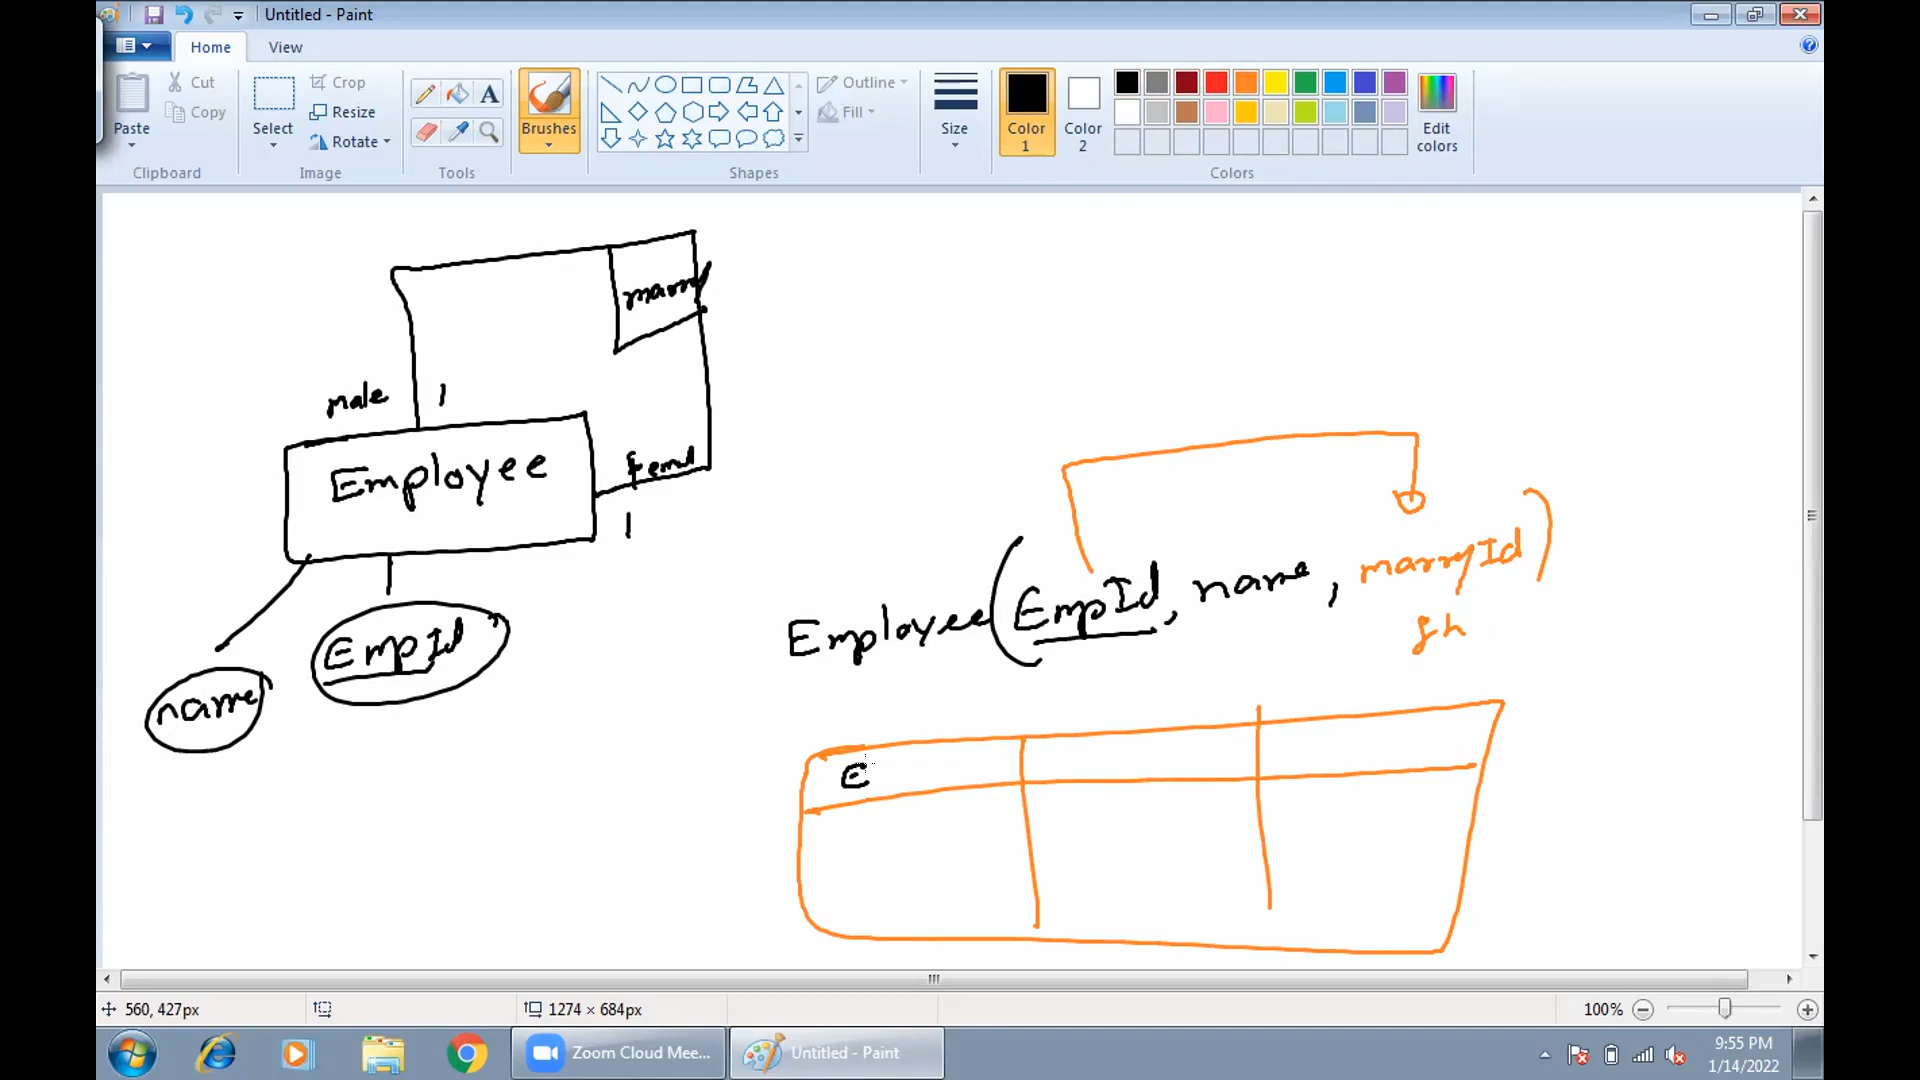 Untitled - Paint
Home
View
Paste
Cut
Copy
Clipboard
Select
Crop
Resize
Rotate
Image
Tools
Brushes
Outline
Fill
Shapes
Size
Color 1
Color 2
Edit colors
Colors
marry
male
1
Employee
1
name
EmpId
Employee(EmpId, name, marryId)
E
560, 427px
1274 × 684px
100%
Zoom Cloud Mee...
Untitled - Paint
9:55 PM
1/14/2022